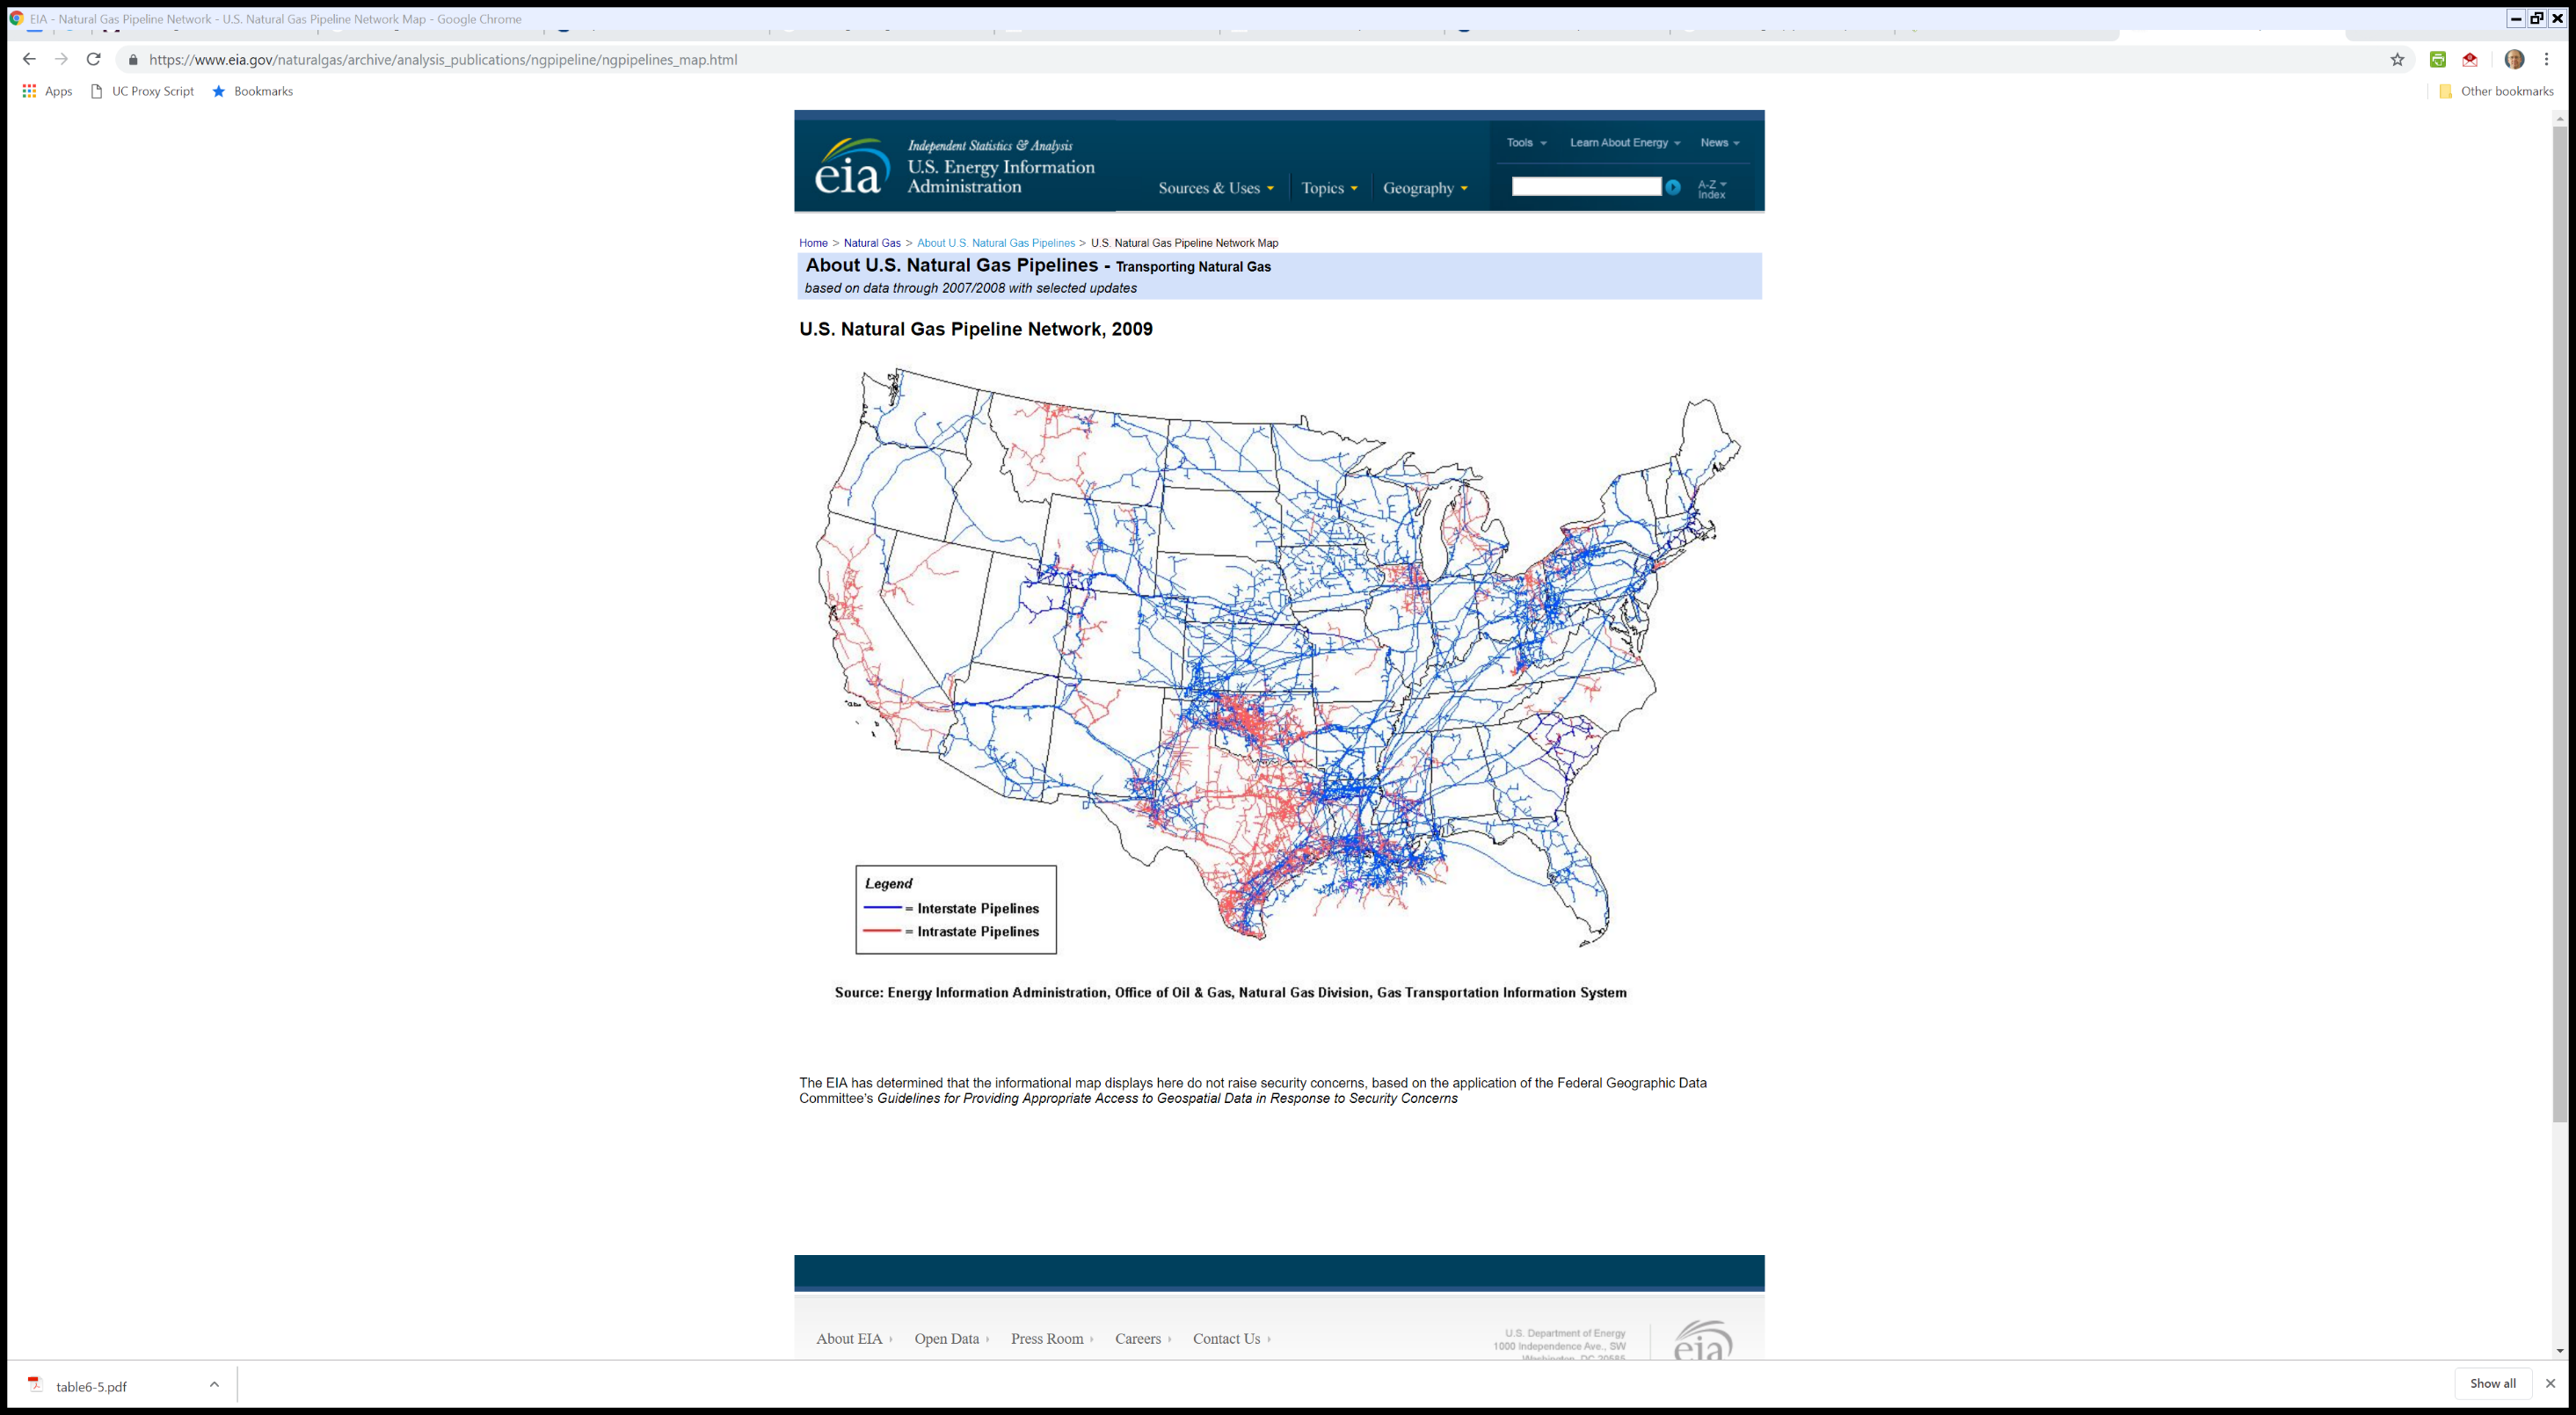 EIA - Natural Gas Pipeline Network - U.S. Natural Gas Pipeline Network Map - Google Chrome
https://www.eia.gov/naturalgas/archive/analysis_publications/ngpipeline/ngpipelines_map.html
Apps UC Proxy Script Bookmarks Other bookmarks
eia
Independent Statistics & Analysis
U.S. Energy Information
Administration
Tools Learn About Energy News
Sources & Uses Topics Geography
A-Z
Index
Home > Natural Gas > About U.S. Natural Gas Pipelines > U.S. Natural Gas Pipeline Network Map
About U.S. Natural Gas Pipelines - Transporting Natural Gas
based on data through 2007/2008 with selected updates
U.S. Natural Gas Pipeline Network, 2009
Legend
= Interstate Pipelines
= Intrastate Pipelines
Source: Energy Information Administration, Office of Oil & Gas, Natural Gas Division, Gas Transportation Information System
The EIA has determined that the informational map displays here do not raise security concerns, based on the application of the Federal Geographic Data
Committee's Guidelines for Providing Appropriate Access to Geospatial Data in Response to Security Concerns
About EIA Open Data Press Room Careers Contact Us
U.S. Department of Energy
1000 Independence Ave., SW
Washington, DC 20585
eia
table6-5.pdf
Show all